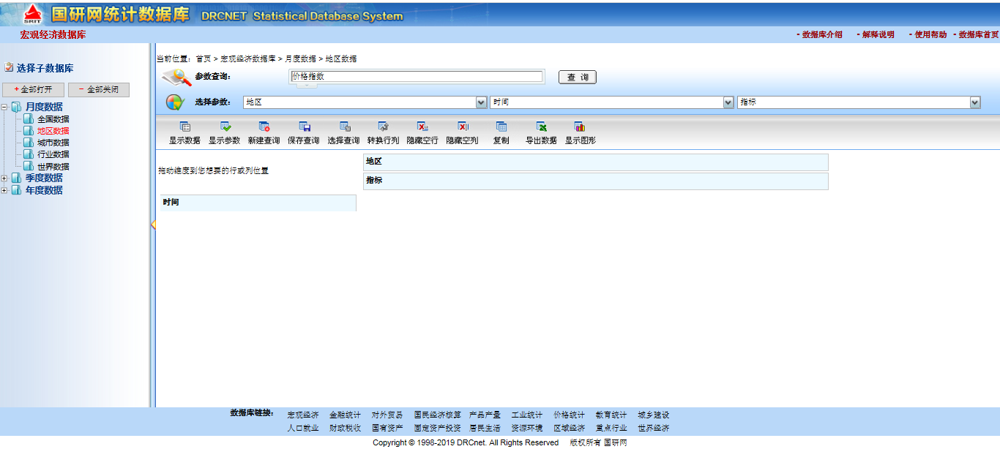 SRIT 国研网统计数据库 DRCNET Statistical Database System
宏观经济数据库 - 数据库介绍 - 解释说明 - 使用帮助 - 数据库首页
选择子数据库
+ 全部打开 - 全部关闭
月度数据
全国数据
地区数据
城市数据
行业数据
世界数据
季度数据
年度数据
当前位置：首页 > 宏观经济数据库 > 月度数据 > 地区数据
参数查询: 价格指数 查 询
选择参数: 地区 时间 指标
显示数据 显示参数 新建查询 保存查询 选择查询 转换行列 隐藏空行 隐藏空列 复制 导出数据 显示图形
拖动维度到您想要的行或列位置
地区
指标
时间
数据库链接: 宏观经济 金融统计 对外贸易 国民经济核算 产品产量 工业统计 价格统计 教育统计 城乡建设
人口就业 财政税收 国有资产 固定资产投资 居民生活 资源环境 区域经济 重点行业 世界经济
Copyright © 1998-2019 DRCnet. All Rights Reserved 版权所有 国研网